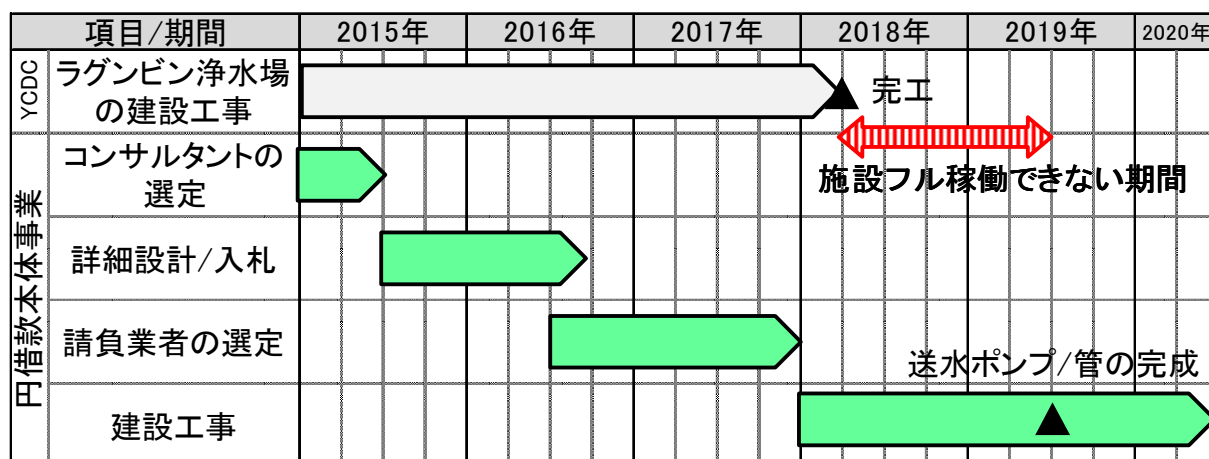 項目/期間 2015年 2016年 2017年 2018年 2019年 2020年
YCDC
ラグンビン浄水場
の建設工事
完工
施設フル稼働できない期間
円借款本体事業
コンサルタントの
選定
詳細設計/入札
請負業者の選定
送水ポンプ/管の完成
建設工事